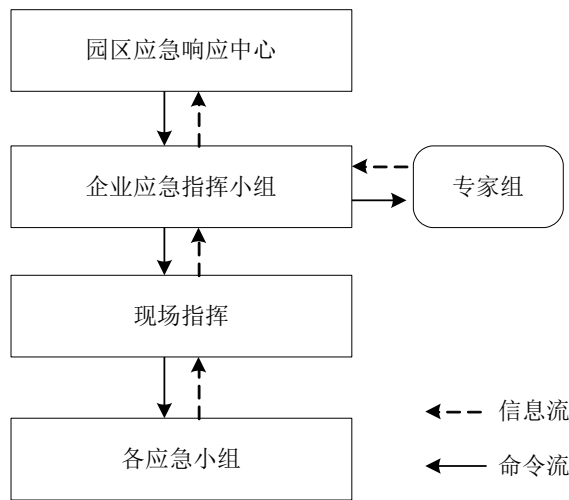 园区应急响应中心
企业应急指挥小组
专家组
现场指挥
各应急小组
信息流
命令流